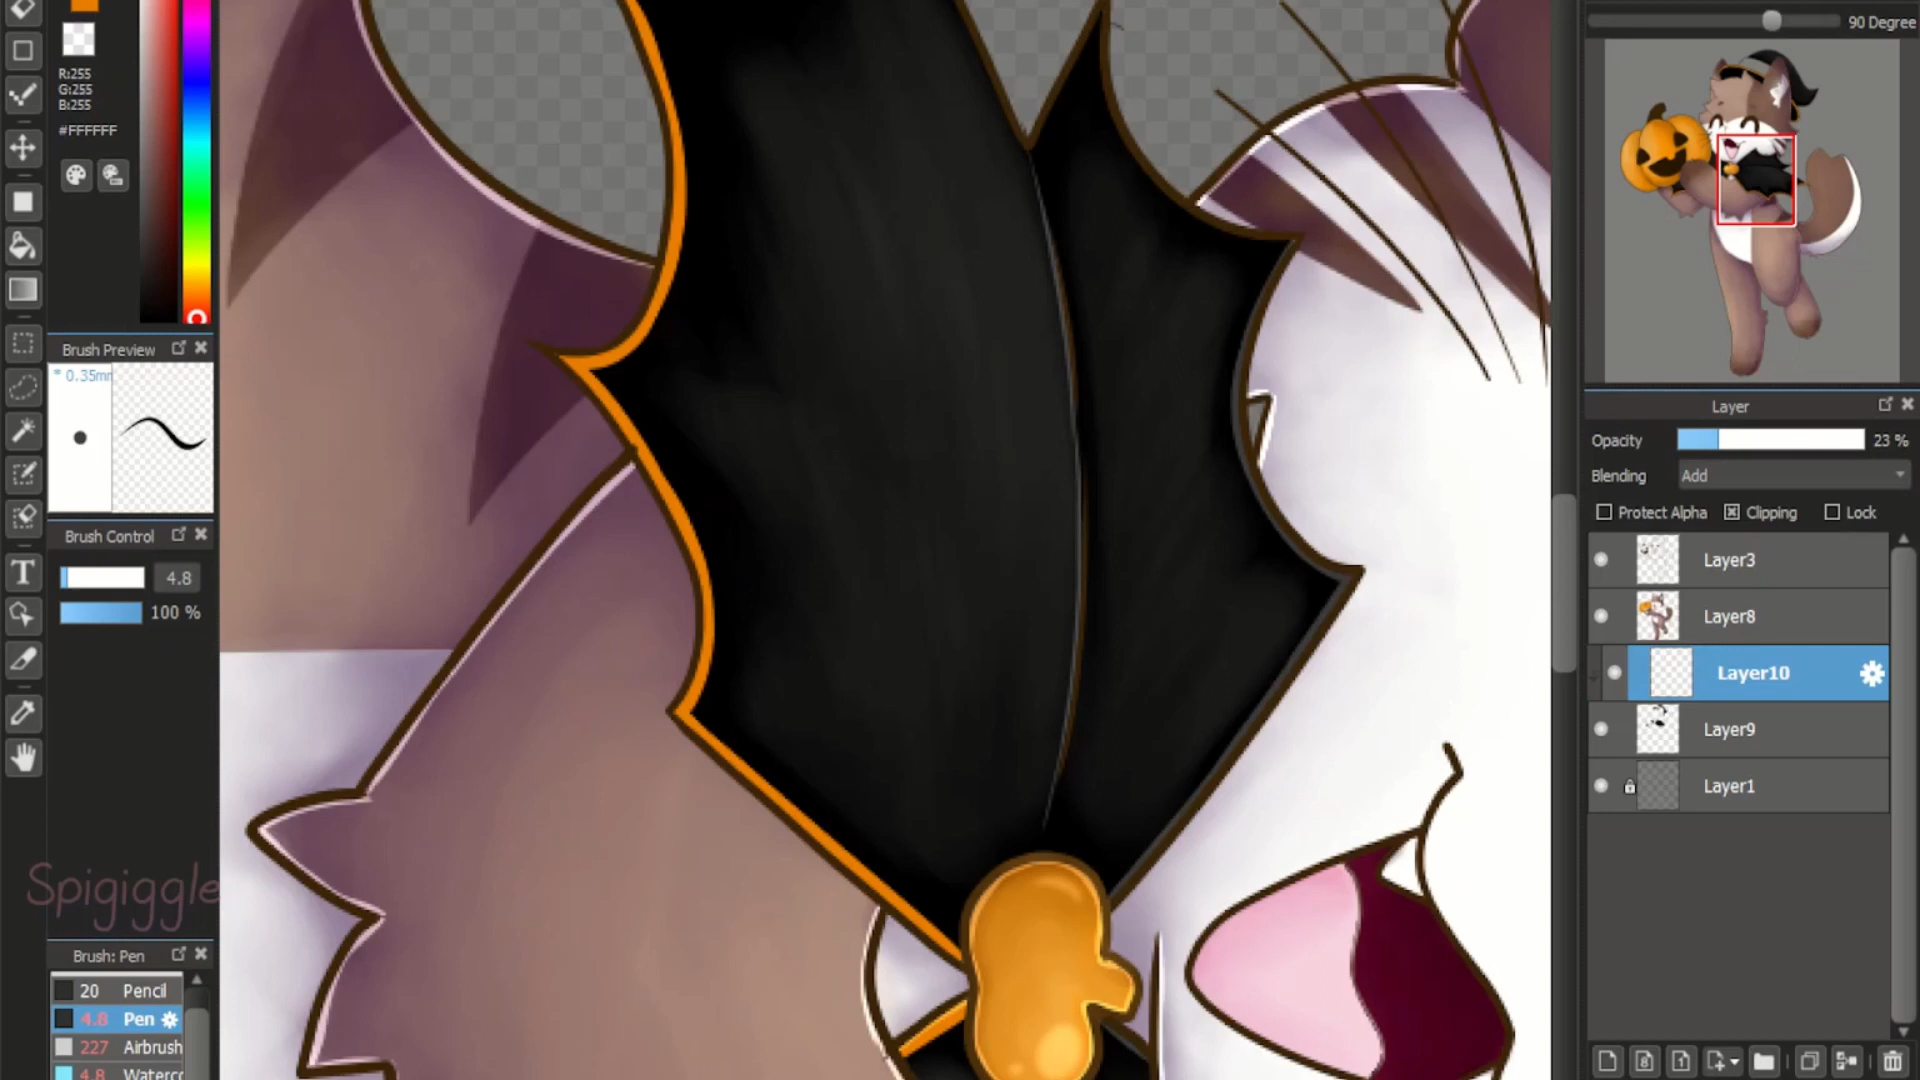 R:255
G:255
B:255
#FFFFFF
Brush Preview
* 0.35mm
Brush Control
4.8
100 %
Spigiggle
Brush: Pen
20 Pencil
4.8 Pen
227 Airbrush
4.8
90 Degree
Layer
Opacity 23 %
Blending Add
Protect Alpha Clipping Lock
Layer3
Layer8
Layer10
Layer9
Layer1
T
8
1